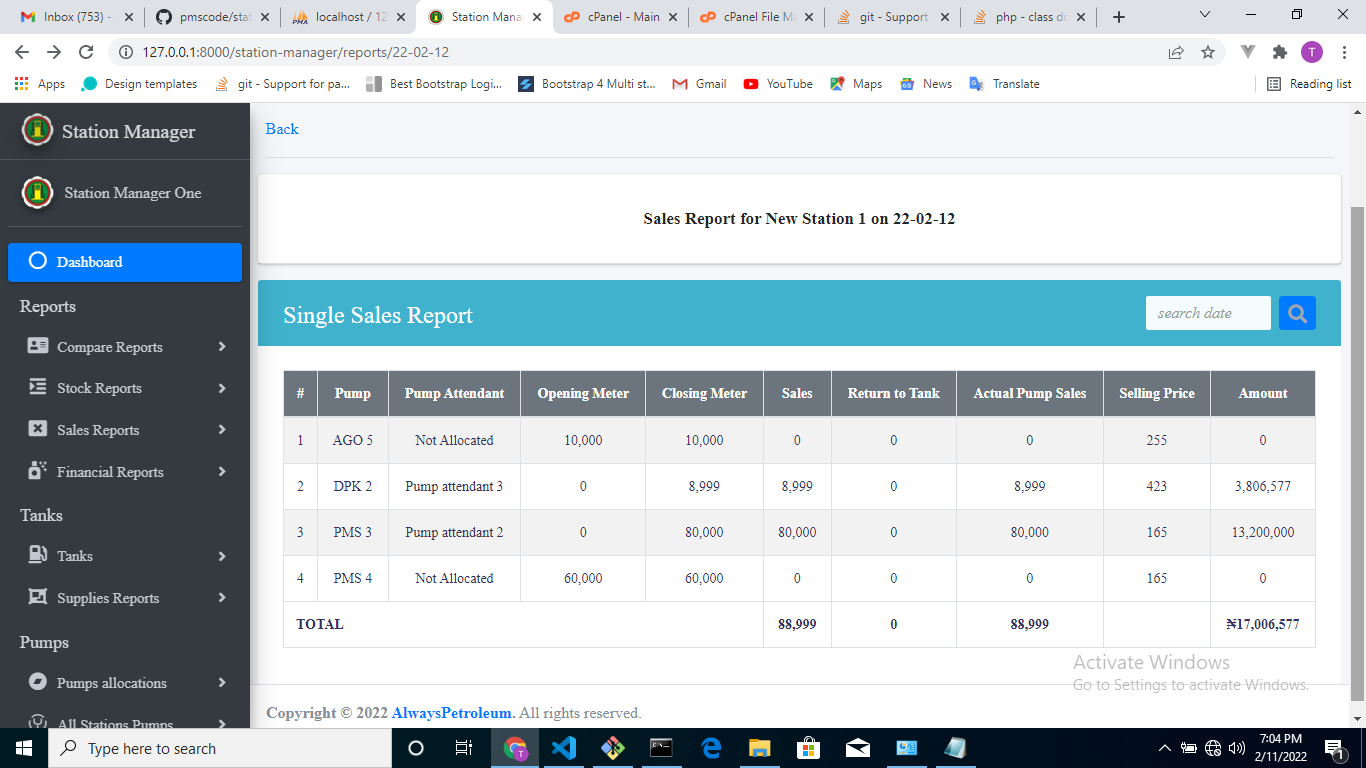 Inbox (753) -
pmscode/stat
localhost / 12
Station Mana
cPanel - Main
cPanel File Ma
git - Support
php - class do
127.0.0.1:8000/station-manager/reports/22-02-12
T
Apps
Design templates
git - Support for pa...
Best Bootstrap Logi...
Bootstrap 4 Multi st...
Gmail
YouTube
Maps
News
Translate
Reading list
Station Manager
Station Manager One
Dashboard
Reports
Compare Reports
Stock Reports
Sales Reports
Financial Reports
Tanks
Tanks
Supplies Reports
Pumps
Pumps allocations
All Stations Pumps
Back
Sales Report for New Station 1 on 22-02-12
Single Sales Report
search date
# Pump Pump Attendant Opening Meter Closing Meter Sales Return to Tank Actual Pump Sales Selling Price Amount
1 AGO 5 Not Allocated 10,000 10,000 0 0 0 255 0
2 DPK 2 Pump attendant 3 0 8,999 8,999 0 8,999 423 3,806,577
3 PMS 3 Pump attendant 2 0 80,000 80,000 0 80,000 165 13,200,000
4 PMS 4 Not Allocated 60,000 60,000 0 0 0 165 0
TOTAL 88,999 0 88,999 ₦17,006,577
Activate Windows
Go to Settings to activate Windows.
Copyright © 2022 AlwaysPetroleum. All rights reserved.
Type here to search
7:04 PM
2/11/2022
1